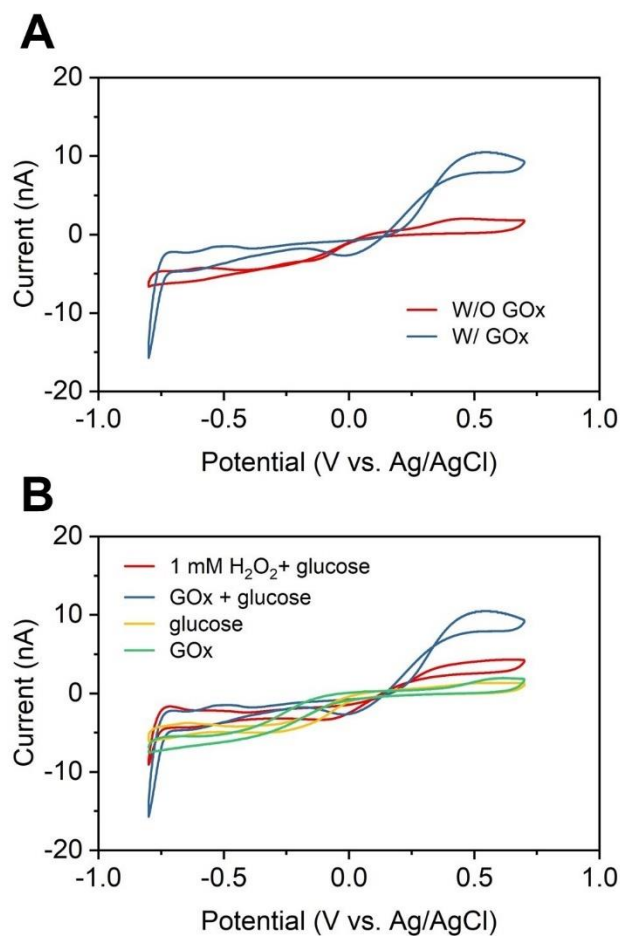 A
20
10
0
-10
-20
Current (nA)
W/O GOx
W/ GOx
-1.0 -0.5 0.0 0.5 1.0
Potential (V vs. Ag/AgCl)
B
20
10
0
-10
-20
Current (nA)
1 mM H₂O₂+ glucose
GOx + glucose
glucose
GOx
-1.0 -0.5 0.0 0.5 1.0
Potential (V vs. Ag/AgCl)